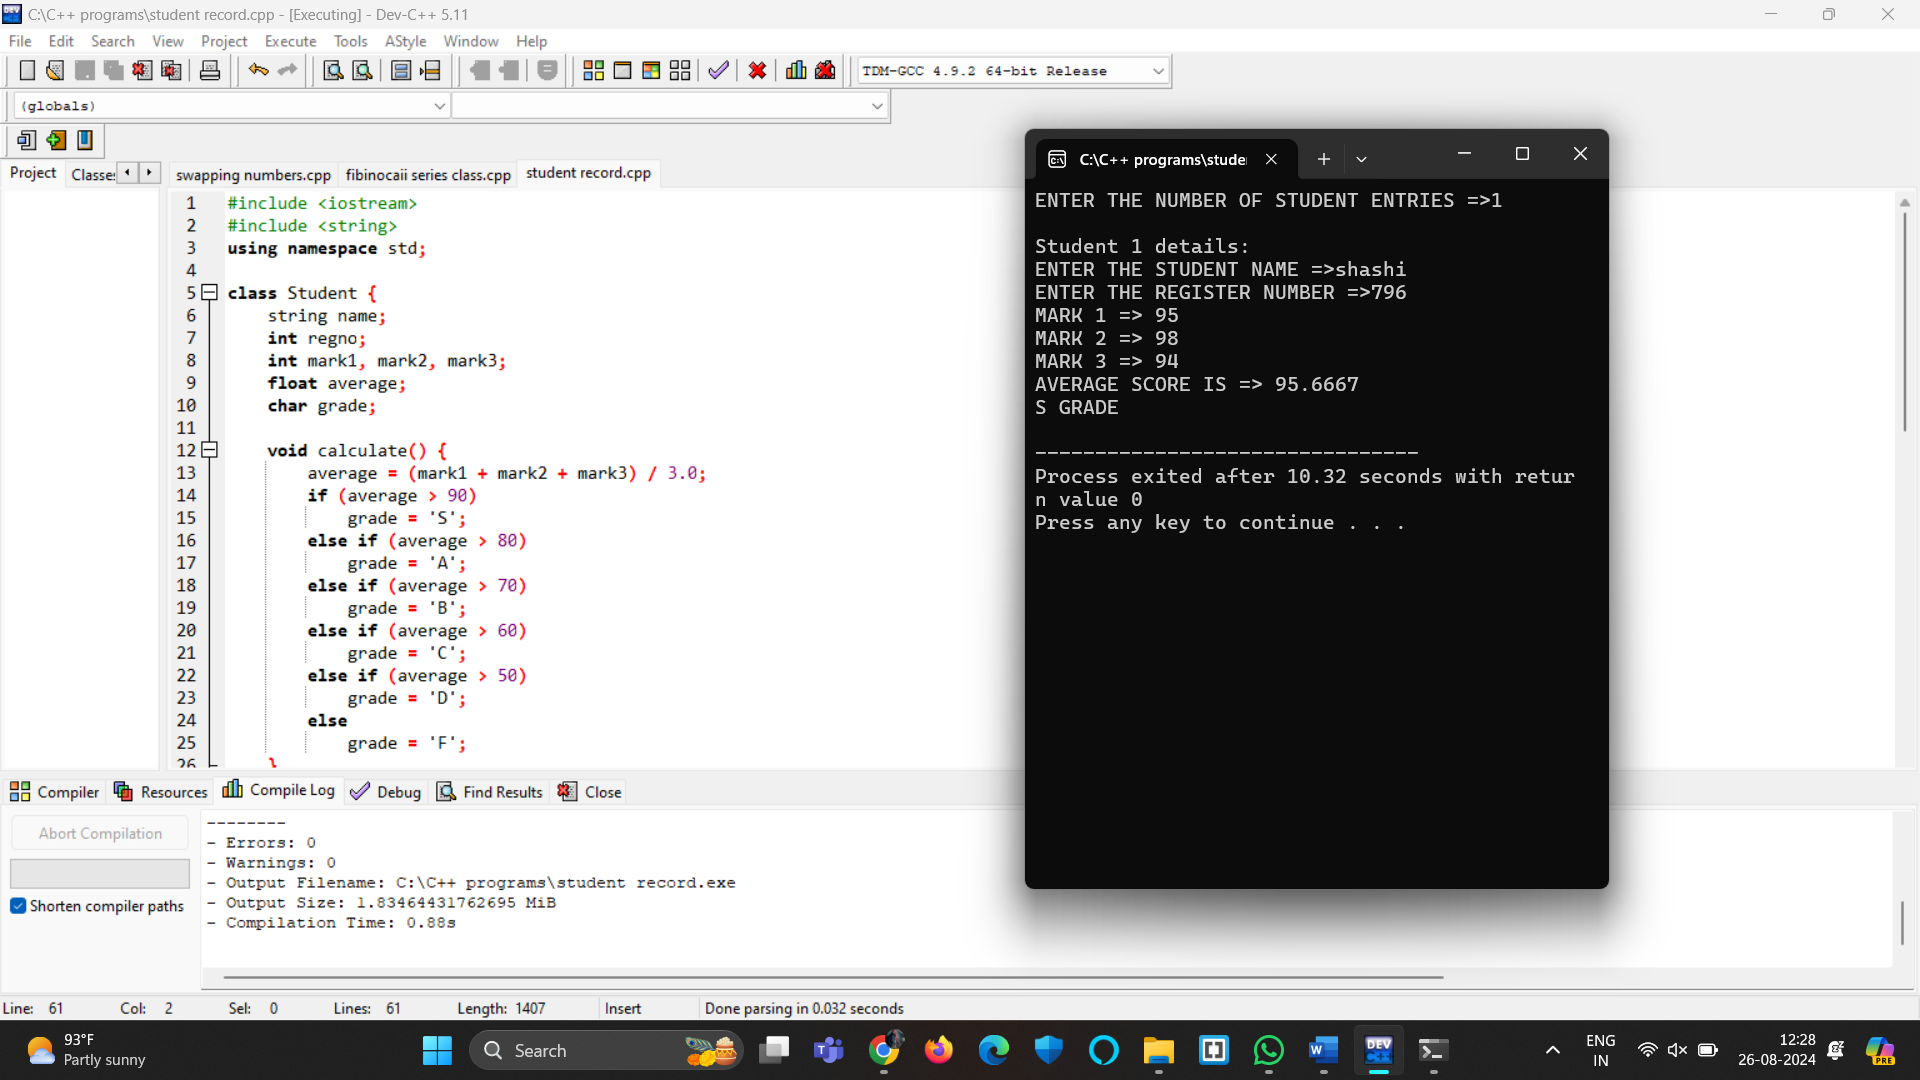 C:\C++ programs\student record.cpp - [Executing] - Dev-C++ 5.11
File Edit Search View Project Execute Tools AStyle Window Help
TDM-GCC 4.9.2 64-bit Release
(globals)
Project Classes
swapping numbers.cpp fibinocaii series class.cpp student record.cpp
1 #include <iostream>
2 #include <string>
3 using namespace std;
4
5 class Student {
6 string name;
7 int regno;
8 int mark1, mark2, mark3;
9 float average;
10 char grade;
11
12 void calculate() {
13 average = (mark1 + mark2 + mark3) / 3.0;
14 if (average > 90)
15 grade = 'S';
16 else if (average > 80)
17 grade = 'A';
18 else if (average > 70)
19 grade = 'B';
20 else if (average > 60)
21 grade = 'C';
22 else if (average > 50)
23 grade = 'D';
24 else
25 grade = 'F';
26 }
C:\C++ programs\stude
ENTER THE NUMBER OF STUDENT ENTRIES =>1
Student 1 details:
ENTER THE STUDENT NAME =>shashi
ENTER THE REGISTER NUMBER =>796
MARK 1 => 95
MARK 2 => 98
MARK 3 => 94
AVERAGE SCORE IS => 95.6667
S GRADE
--------------------------------
Process exited after 10.32 seconds with retur
n value 0
Press any key to continue . . .
Compiler Resources Compile Log Debug Find Results Close
Abort Compilation
Shorten compiler paths
--------
- Errors: 0
- Warnings: 0
- Output Filename: C:\C++ programs\student record.exe
- Output Size: 1.83464431762695 MiB
- Compilation Time: 0.88s
Line: 61 Col: 2 Sel: 0 Lines: 61 Length: 1407 Insert Done parsing in 0.032 seconds
93°F
Partly sunny
Search
DEV
ENG
IN
12:28
26-08-2024
PRE